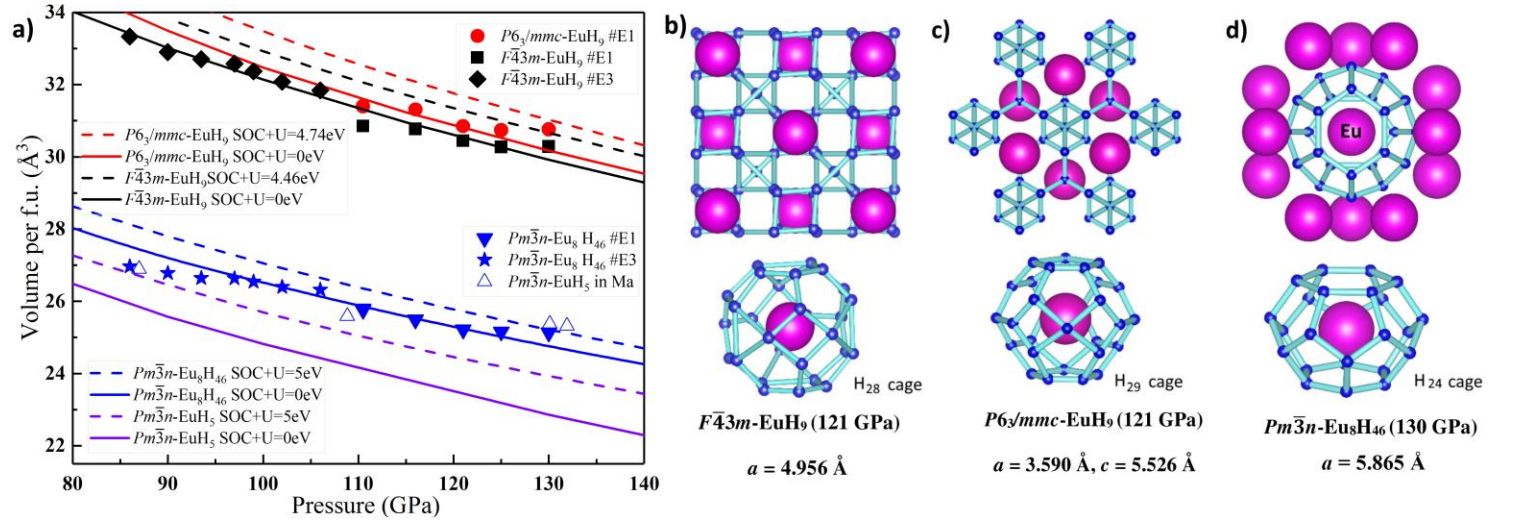 a)
34
32
30
28
26
24
22
80
90
100
110
120
130
140
Volume per f.u. (Å³)
Pressure (GPa)
P6₃/mmc-EuH₉ #E1
F4̅3m-EuH₉ #E1
F4̅3m-EuH₉ #E3
P6₃/mmc-EuH₉ SOC+U=4.74eV
P6₃/mmc-EuH₉ SOC+U=0eV
F4̅3m-EuH₉SOC+U=4.46eV
F4̅3m-EuH₉ SOC+U=0eV
Pm3̅n-Eu₈ H₄₆ #E1
Pm3̅n-Eu₈ H₄₆ #E3
Pm3̅n-EuH₅ in Ma
Pm3̅n-Eu₈H₄₆ SOC+U=5eV
Pm3̅n-Eu₈H₄₆ SOC+U=0eV
Pm3̅n-EuH₅ SOC+U=5eV
Pm3̅n-EuH₅ SOC+U=0eV
b)
H₂₈ cage
F4̅3m-EuH₉ (121 GPa)
a = 4.956 Å
c)
H₂₉ cage
P6₃/mmc-EuH₉ (121 GPa)
a = 3.590 Å, c = 5.526 Å
d)
Eu
H₂₄ cage
Pm3̅n-Eu₈H₄₆ (130 GPa)
a = 5.865 Å